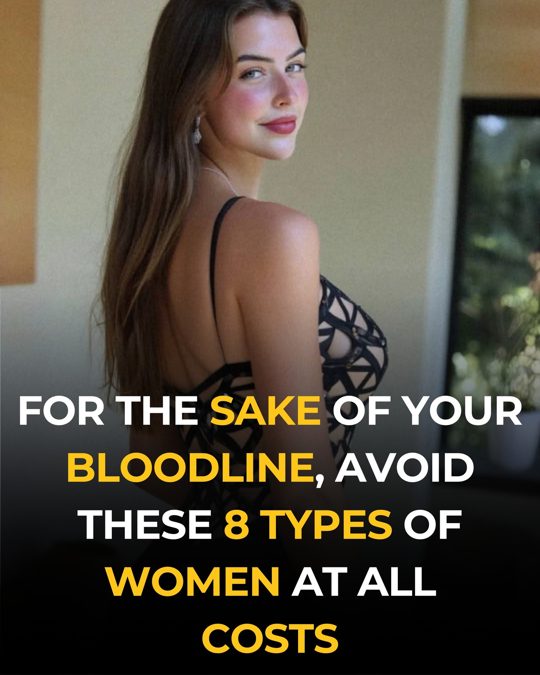 FOR THE SAKE OF YOUR
BLOODLINE, AVOID
THESE 8 TYPES OF
WOMEN AT ALL
COSTS